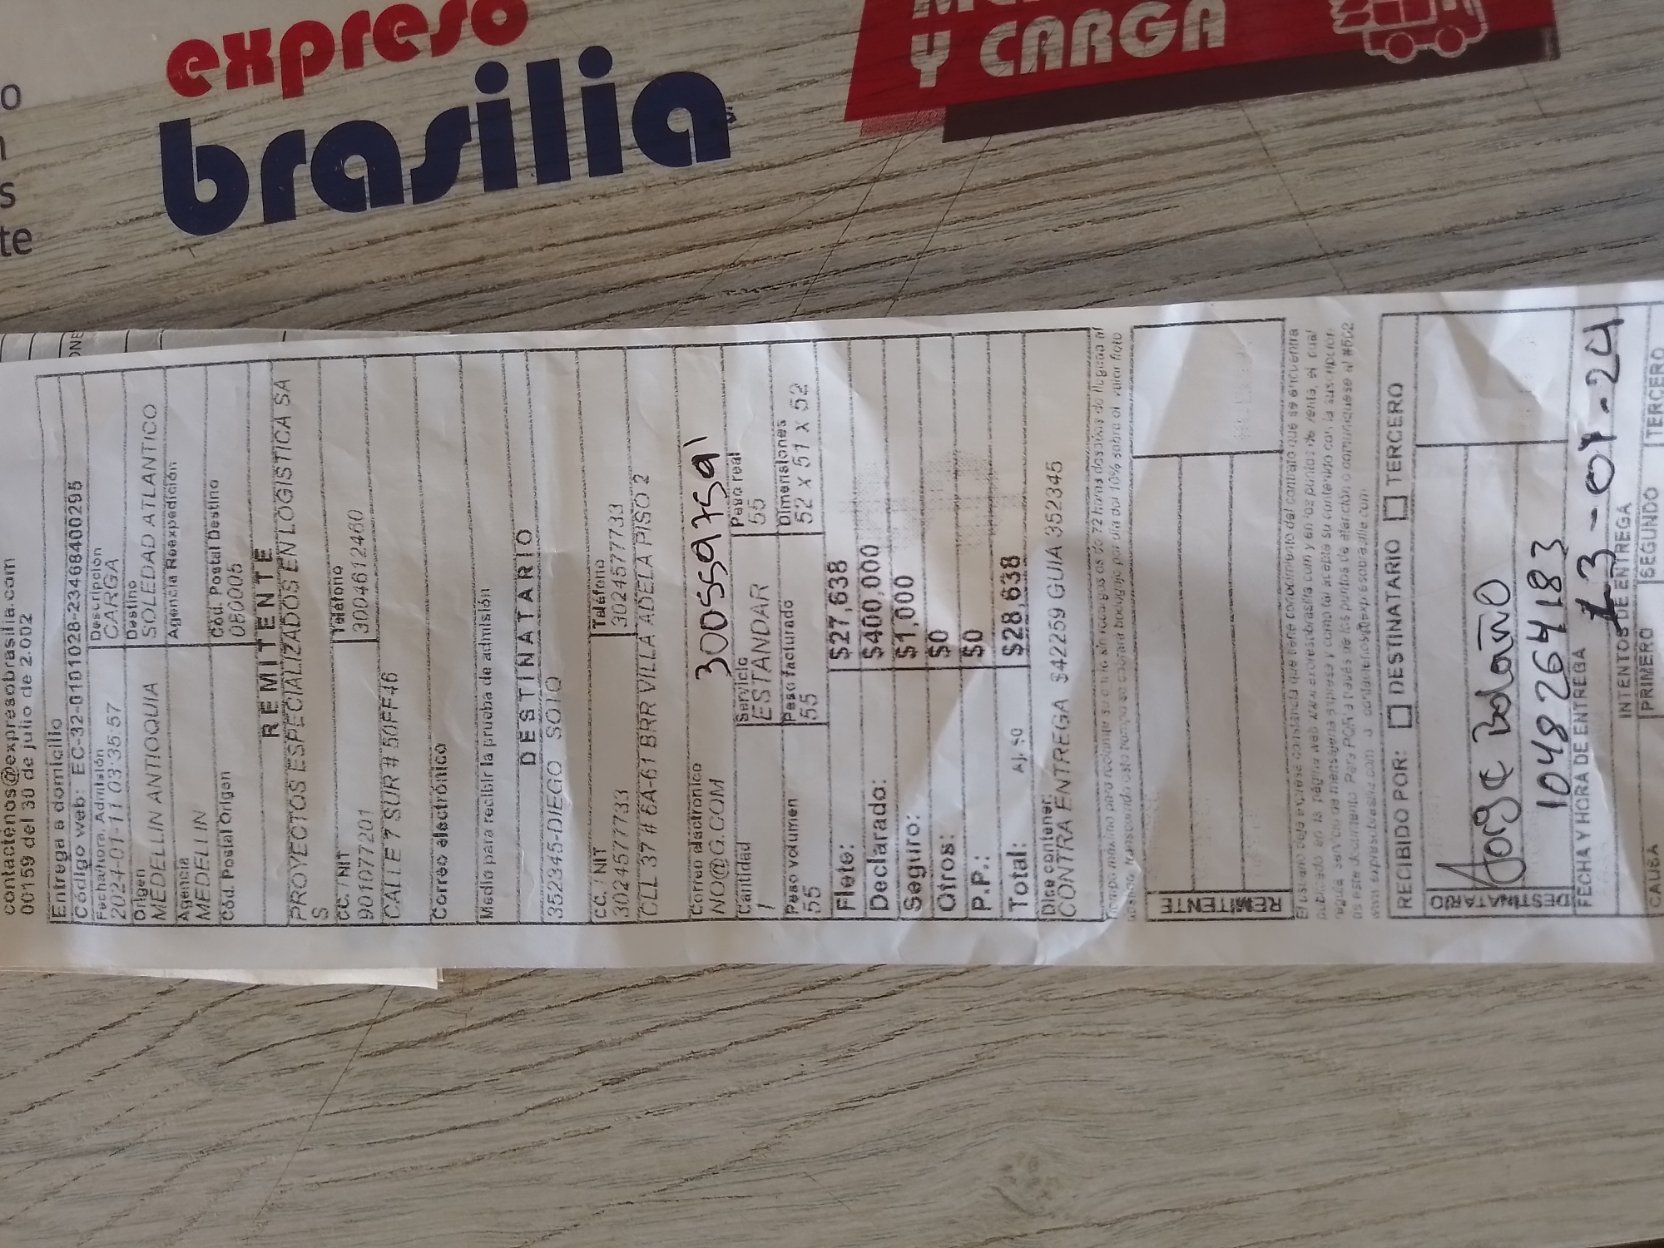 expreso
brasilia
Y CARGA
o
s
te
contactenos@expresobrasilia.com
00159 del 30 de julio de 2.002
Entrega a domicilio
Código web: EC-32-0101028-23468400295
Fecha/hora, Admisión
2024-01-11 03:35:57
Descripción
CARGA
Origen
MEDELLIN ANTIOQUIA
Destino
SOLEDAD ATLANTICO
Agencia
MEDELLIN
Agencia Reexpedición
Cód. Postal Origen
Cód. Postal Destino
080005
REMITENTE
PROYECTOS ESPECIALIZADOS EN LOGISTICA SA
S
CC. / NIT
901077201
Teléfono
3004612460
CALLE 7 SUR # 50FF46
Correo electrónico
Medio para recibir la prueba de admisión
DESTINATARIO
352345-DIEGO SOTO
CC. / NIT
3024577733
Teléfono
3024577733
CLL 37 # 6A-61 BRR VILLA ADELA PISO 2
Correo electrónico
NO@G.COM
3005597591
Cantidad
1
Servicio
ESTANDAR
Peso real
55
Peso volumen
55
Peso facturado
55
Dimensiones
52 x 51 x 52
Flete: $27,638
Declarado: $400,000
Seguro: $1,000
Otros: $0
P.P.: $0
Total: Aj. $0 $28,638
Dice contener:
CONTRA ENTREGA $42259 GUIA 352345
REMITENTE
RECIBIDO POR: DESTINATARIO TERCERO
DESTINATARIO
Jorge Bolaño
1048264183
FECHA Y HORA DE ENTREGA
13-01-24
INTENTOS DE ENTREGA
PRIMERO SEGUNDO TERCERO
CAUSA